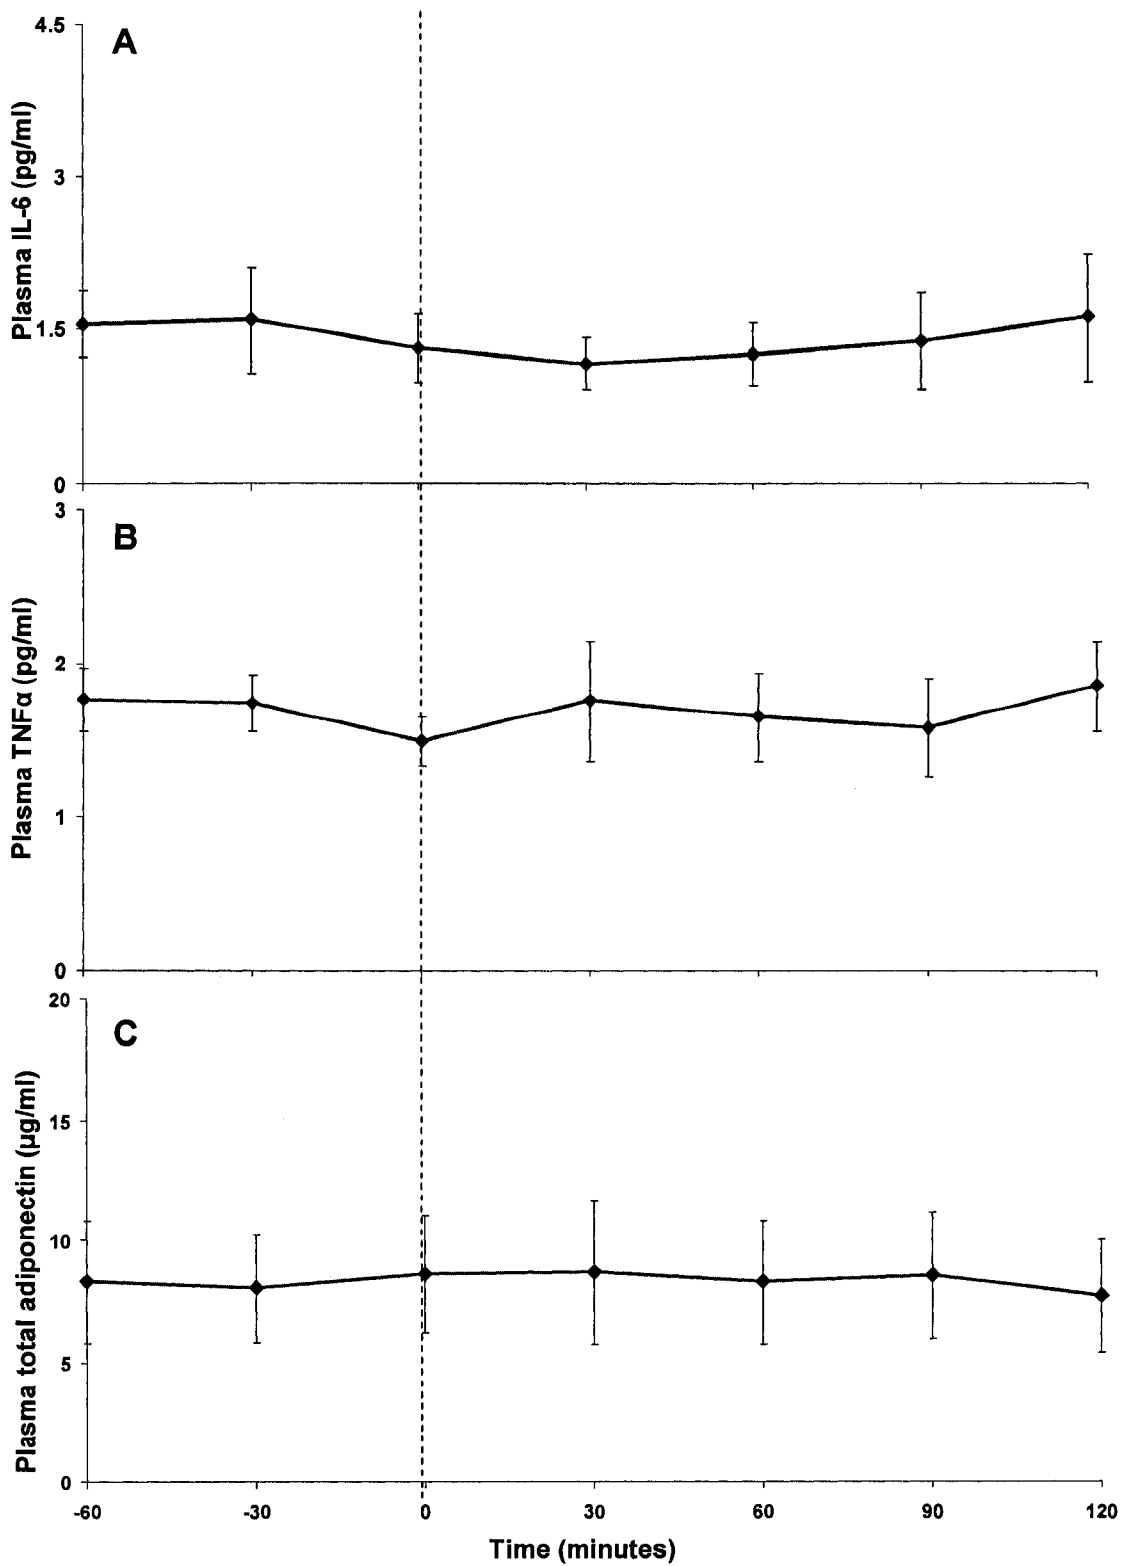 A
4.5
3
1.5
0
Plasma IL-6 (pg/ml)
B
3
2
1
0
Plasma TNFα (pg/ml)
C
20
15
10
5
0
Plasma total adiponectin (µg/ml)
-60 -30 0 30 60 90 120
Time (minutes)